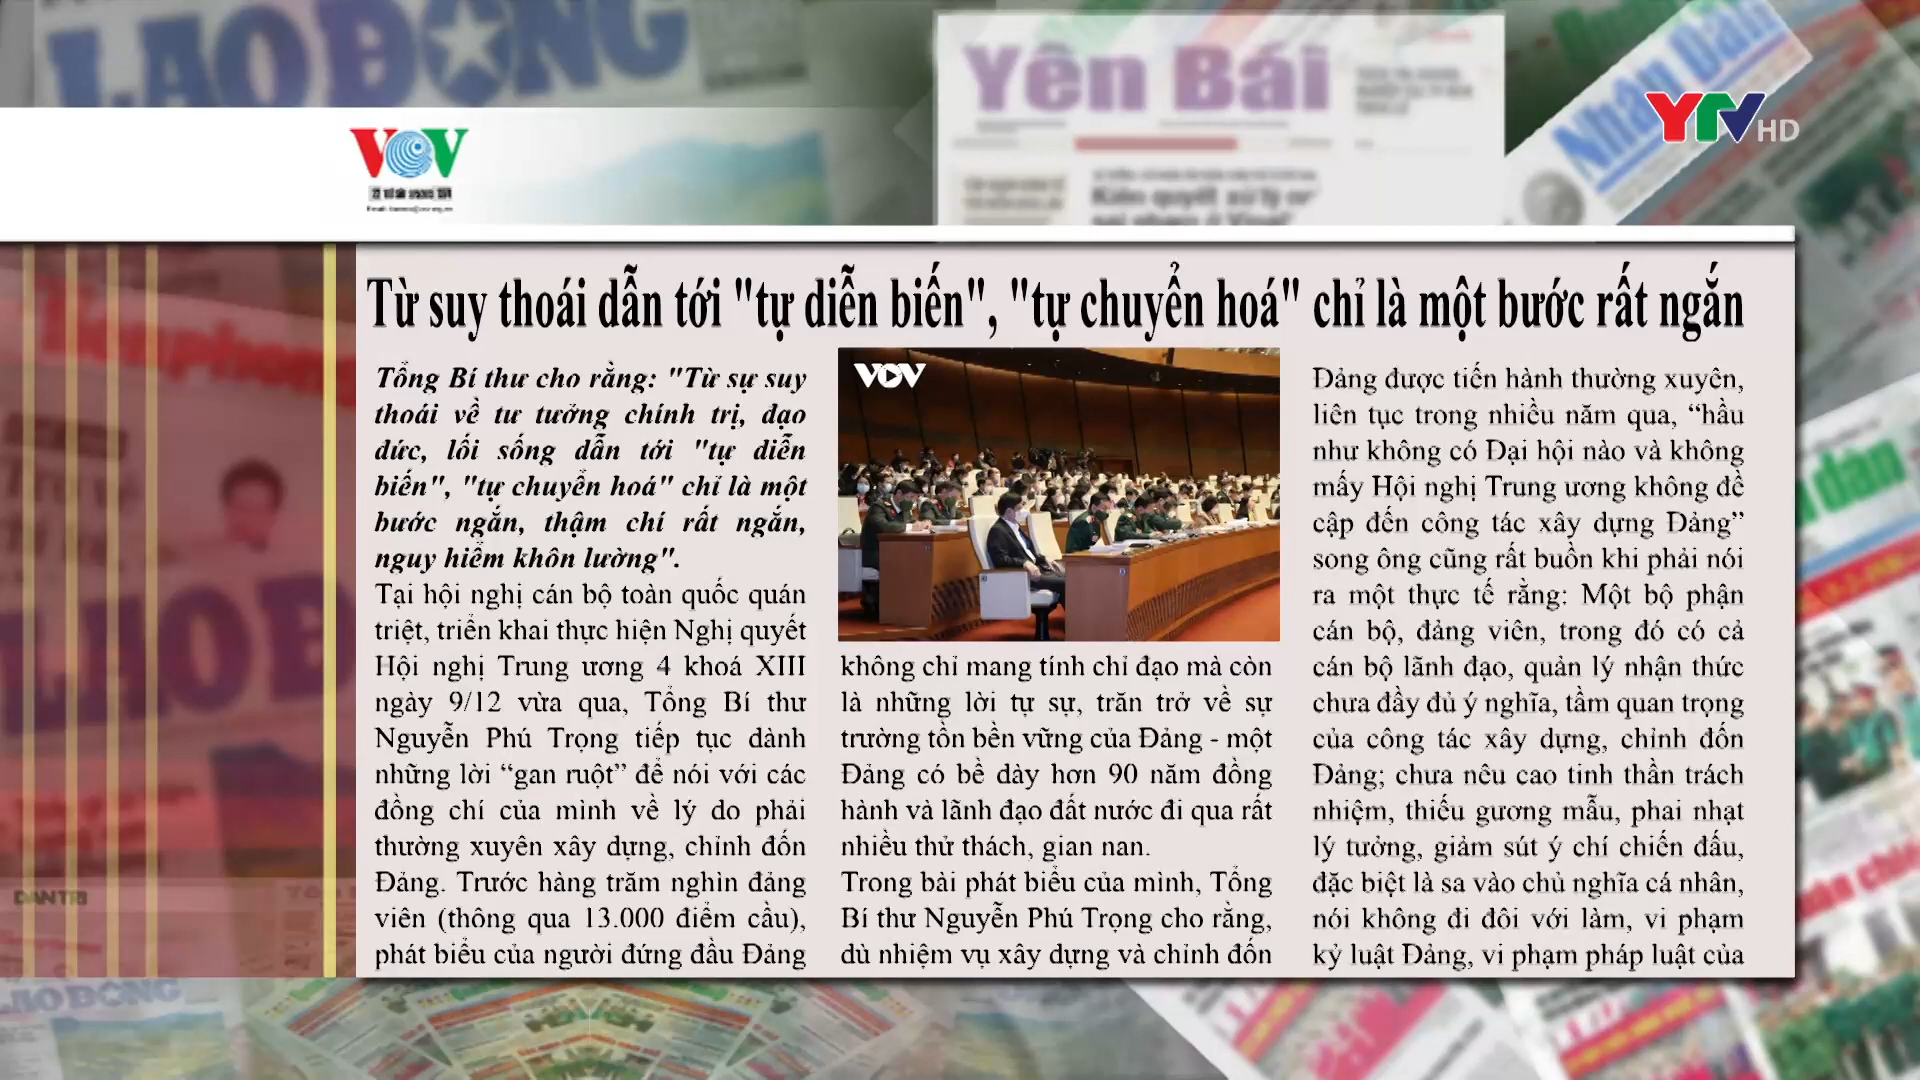 LAO ĐỘNG
Yên Bái
Nhân Dân
YTV HD
VOV
Kiên quyết xử lý
Từ suy thoái dẫn tới "tự diễn biến", "tự chuyển hoá" chỉ là một bước rất ngắn
Tổng Bí thư cho rằng: "Từ sự suy
thoái về tư tưởng chính trị, đạo
đức, lối sống dẫn tới "tự diễn
biến", "tự chuyển hoá" chỉ là một
bước ngắn, thậm chí rất ngắn,
nguy hiểm khôn lường".
Tại hội nghị cán bộ toàn quốc quán
triệt, triển khai thực hiện Nghị quyết
Hội nghị Trung ương 4 khoá XIII
ngày 9/12 vừa qua, Tổng Bí thư
Nguyễn Phú Trọng tiếp tục dành
những lời “gan ruột” để nói với các
đồng chí của mình về lý do phải
thường xuyên xây dựng, chỉnh đốn
Đảng. Trước hàng trăm nghìn đảng
viên (thông qua 13.000 điểm cầu),
phát biểu của người đứng đầu Đảng
VOV
không chỉ mang tính chỉ đạo mà còn
là những lời tự sự, trăn trở về sự
trường tồn bền vững của Đảng - một
Đảng có bề dày hơn 90 năm đồng
hành và lãnh đạo đất nước đi qua rất
nhiều thử thách, gian nan.
Trong bài phát biểu của mình, Tổng
Bí thư Nguyễn Phú Trọng cho rằng,
dù nhiệm vụ xây dựng và chỉnh đốn
Đảng được tiến hành thường xuyên,
liên tục trong nhiều năm qua, “hầu
như không có Đại hội nào và không
mấy Hội nghị Trung ương không đề
cập đến công tác xây dựng Đảng”
song ông cũng rất buồn khi phải nói
ra một thực tế rằng: Một bộ phận
cán bộ, đảng viên, trong đó có cả
cán bộ lãnh đạo, quản lý nhận thức
chưa đầy đủ ý nghĩa, tầm quan trọng
của công tác xây dựng, chỉnh đốn
Đảng; chưa nêu cao tinh thần trách
nhiệm, thiếu gương mẫu, phai nhạt
lý tưởng, giảm sút ý chí chiến đấu,
đặc biệt là sa vào chủ nghĩa cá nhân,
nói không đi đôi với làm, vi phạm
kỷ luật Đảng, vi phạm pháp luật của
LAO ĐỘNG
DANTRI
LAO ĐỘNG